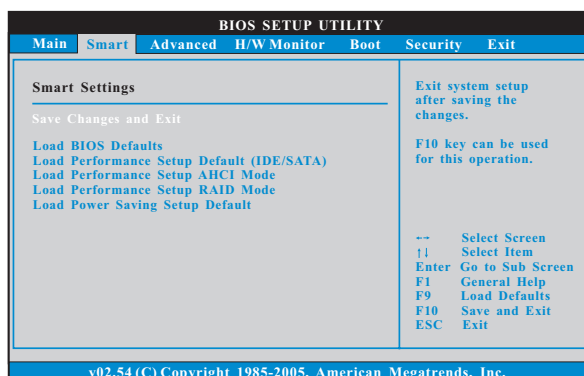 BIOS SETUP UTILITY
Main Smart Advanced H/W Monitor Boot Security Exit
Smart Settings
Save Changes and Exit
Load BIOS Defaults
Load Performance Setup Default (IDE/SATA)
Load Performance Setup AHCI Mode
Load Performance Setup RAID Mode
Load Power Saving Setup Default
Exit system setup
after saving the
changes.
F10 key can be used
for this operation.
←→ Select Screen
↑↓ Select Item
Enter Go to Sub Screen
F1 General Help
F9 Load Defaults
F10 Save and Exit
ESC Exit
v02.54 (C) Copyright 1985-2005, American Megatrends, Inc.